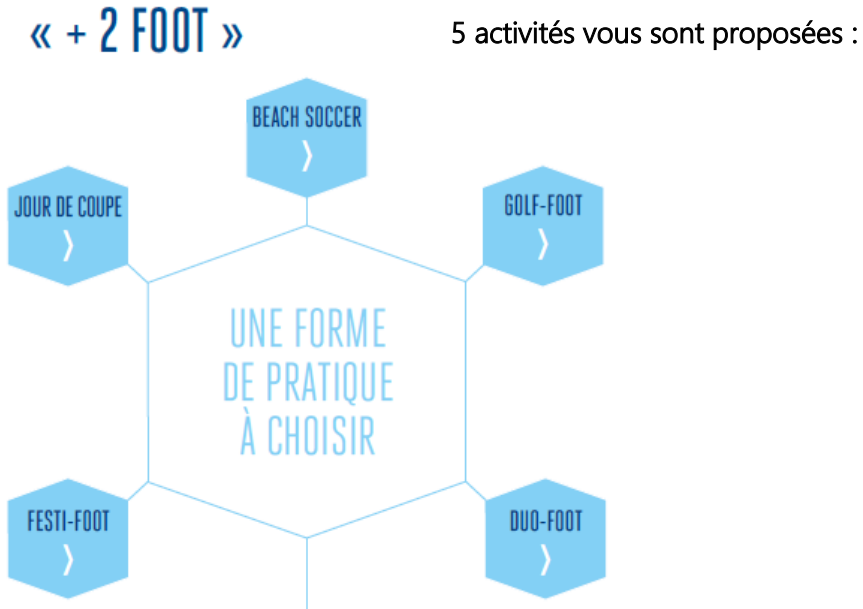 « + 2 FOOT »
5 activités vous sont proposées :
BEACH SOCCER
JOUR DE COUPE
GOLF-FOOT
UNE FORME
DE PRATIQUE
À CHOISIR
FESTI-FOOT
DUO-FOOT